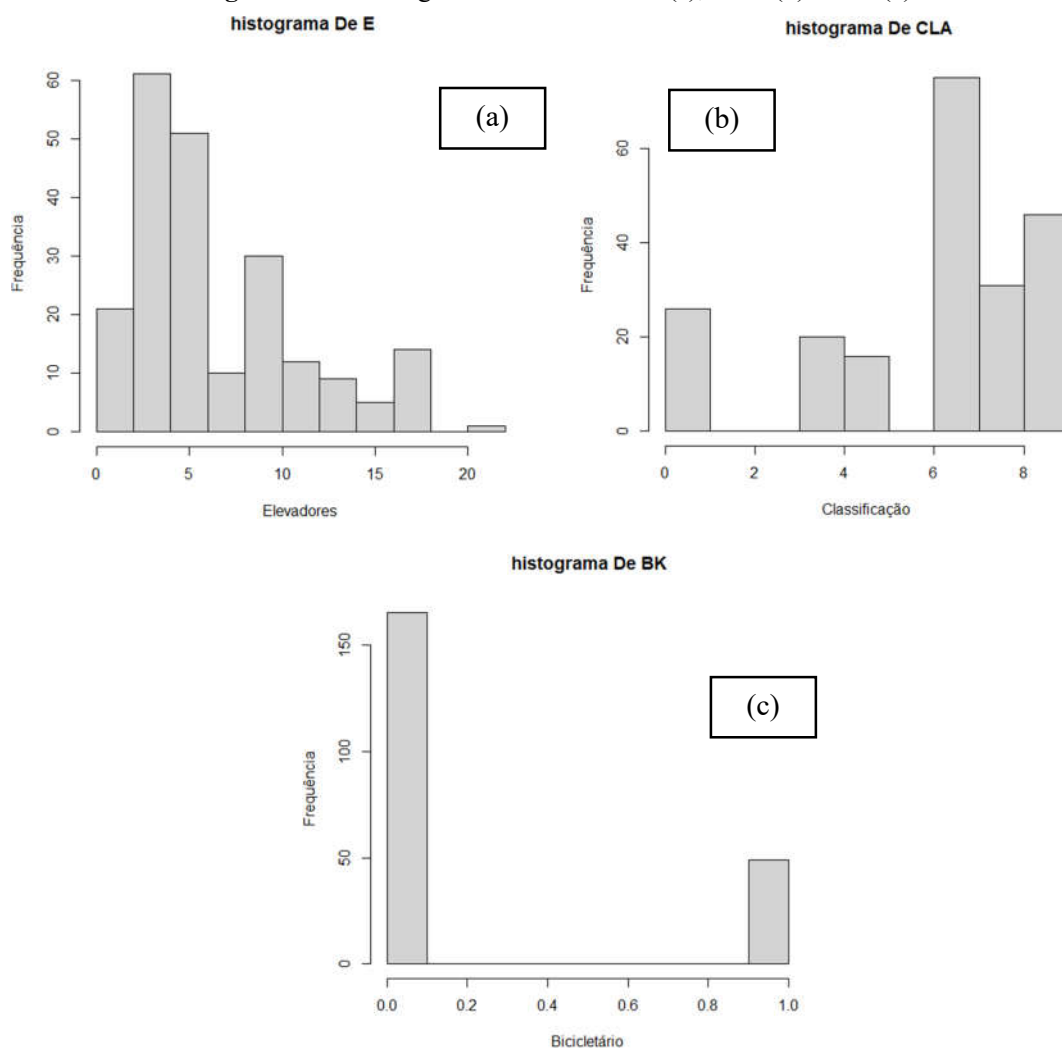 histograma De E
(a)
Frequência
0
10
20
30
40
50
60
0 5 10 15 20
Elevadores
histograma De CLA
(b)
Frequência
0
20
40
60
0 2 4 6 8
Classificação
histograma De BK
(c)
Frequência
0
50
100
150
0.0 0.2 0.4 0.6 0.8 1.0
Bicicletário